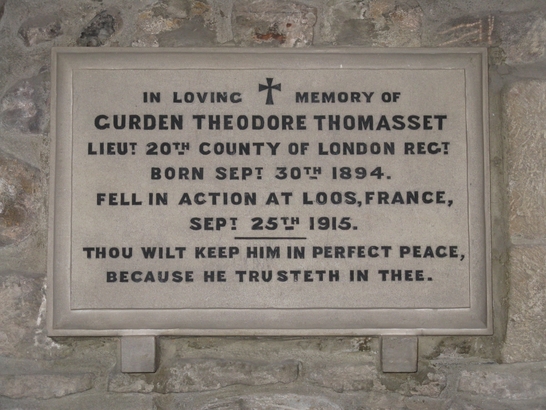 IN LOVING MEMORY OF
GURDEN THEODORE THOMASSET
LIEUT 20TH COUNTY OF LONDON REGT
BORN SEPT 30TH 1894.
FELL IN ACTION AT LOOS, FRANCE,
SEPT 25TH 1915.
THOU WILT KEEP HIM IN PERFECT PEACE,
BECAUSE HE TRUSTETH IN THEE.